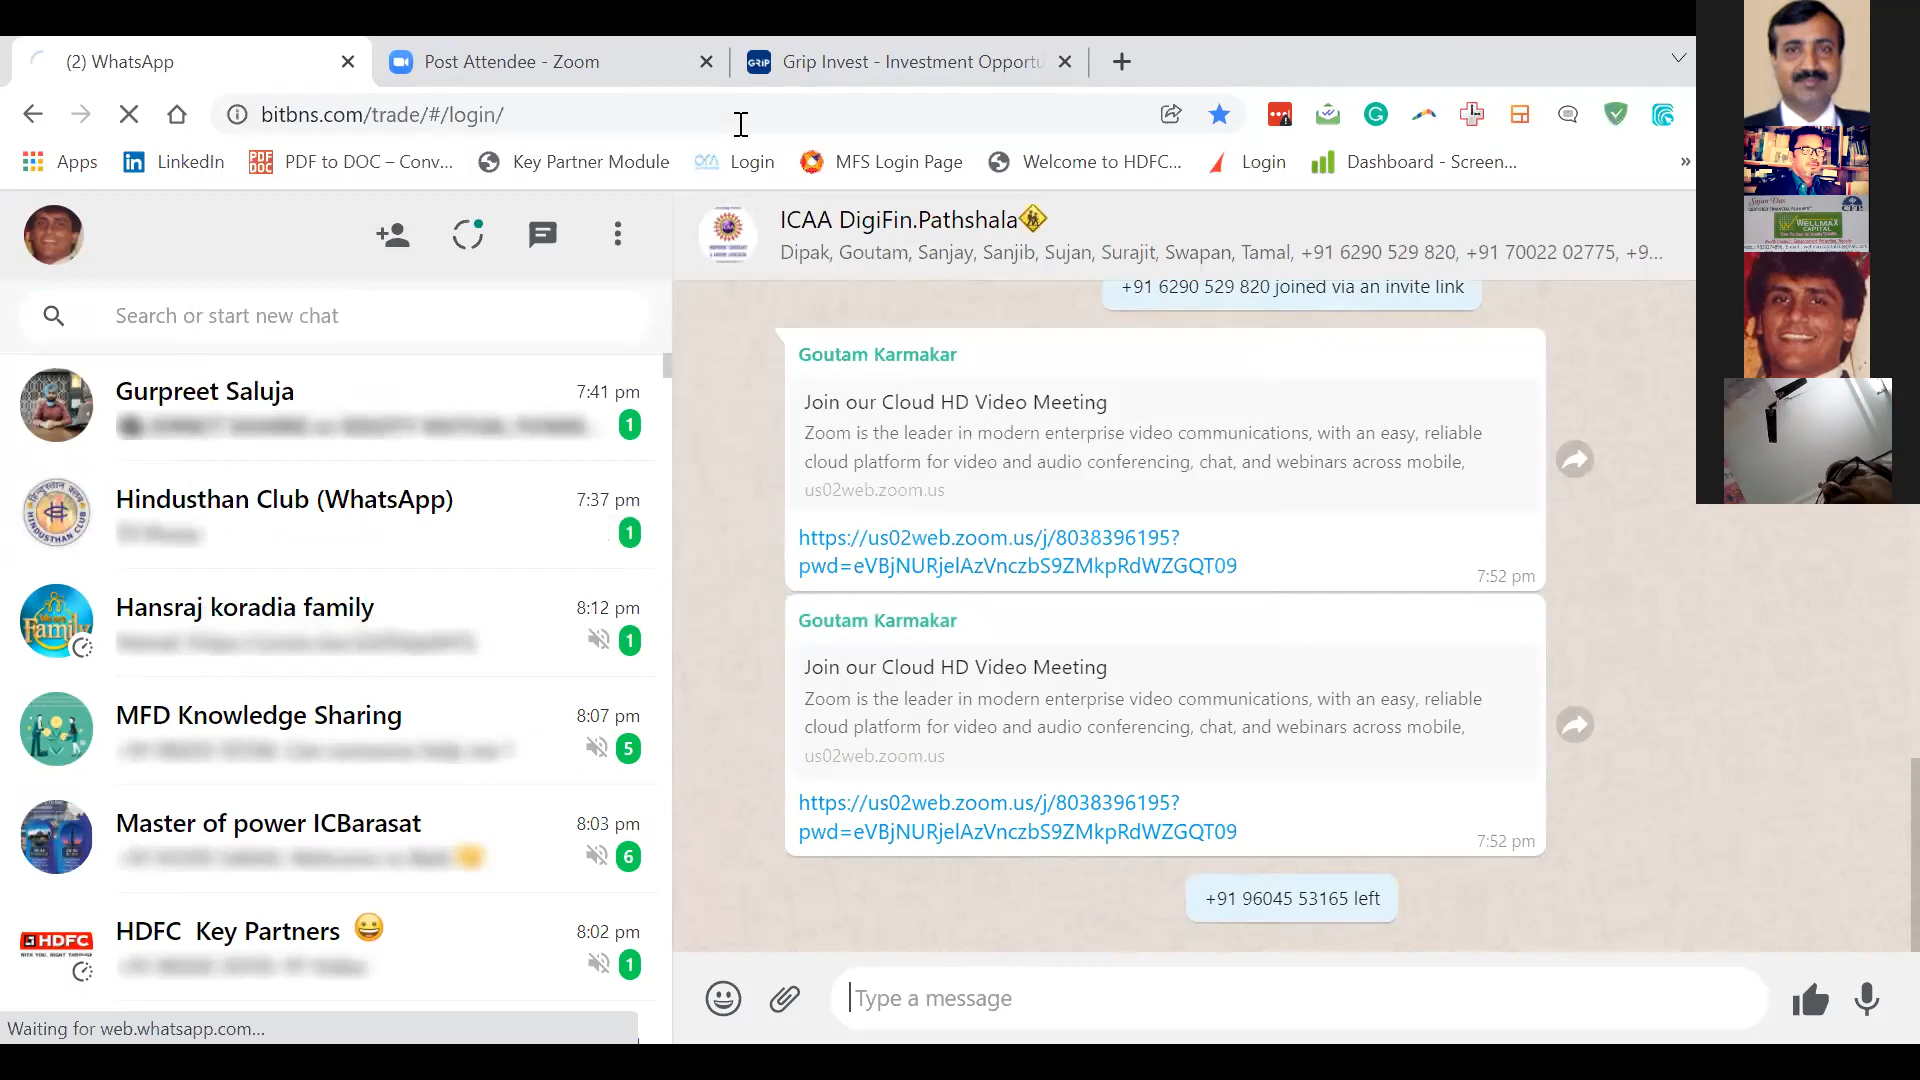 (2) WhatsApp
Post Attendee - Zoom
GRIP
Grip Invest - Investment Opportu
bitbns.com/trade/#/login/
Apps
LinkedIn
PDF to DOC – Conv...
Key Partner Module
Login
MFS Login Page
Welcome to HDFC...
Login
Dashboard - Screen...
»
ICAA DigiFin.Pathshala
Dipak, Goutam, Sanjay, Sanjib, Sujan, Surajit, Swapan, Tamal, +91 6290 529 820, +91 70022 02775, +9...
Search or start new chat
Gurpreet Saluja
7:41 pm
1
Hindusthan Club (WhatsApp)
7:37 pm
1
Hansraj koradia family
8:12 pm
1
MFD Knowledge Sharing
8:07 pm
5
Master of power ICBarasat
8:03 pm
6
HDFC
HDFC Key Partners 😀
8:02 pm
1
Waiting for web.whatsapp.com...
+91 6290 529 820 joined via an invite link
Goutam Karmakar
Join our Cloud HD Video Meeting
Zoom is the leader in modern enterprise video communications, with an easy, reliable
cloud platform for video and audio conferencing, chat, and webinars across mobile,
us02web.zoom.us
https://us02web.zoom.us/j/8038396195?
pwd=eVBjNURjelAzVnczbS9ZMkpRdWZGQT09
7:52 pm
Goutam Karmakar
Join our Cloud HD Video Meeting
Zoom is the leader in modern enterprise video communications, with an easy, reliable
cloud platform for video and audio conferencing, chat, and webinars across mobile,
us02web.zoom.us
https://us02web.zoom.us/j/8038396195?
pwd=eVBjNURjelAzVnczbS9ZMkpRdWZGQT09
7:52 pm
+91 96045 53165 left
Type a message
Sujan Das
CFP
WELLMAX
CAPITAL